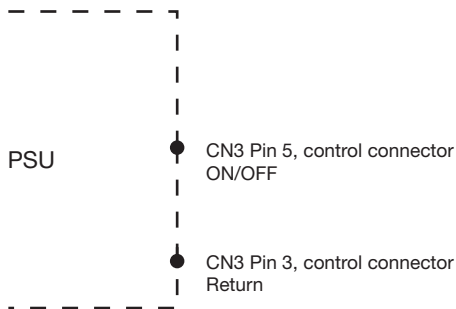 PSU
CN3 Pin 5, control connector
ON/OFF
CN3 Pin 3, control connector
Return